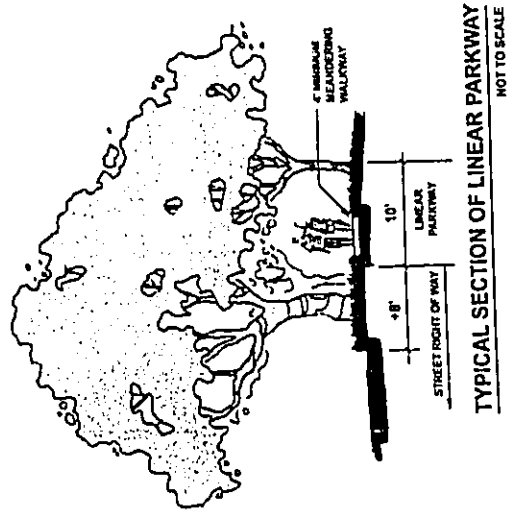 4' MINIMUM
MEANDERING
WALKWAY
+8'
10'
LINEAR
PARKWAY
STREET RIGHT OF WAY
TYPICAL SECTION OF LINEAR PARKWAY
NOT TO SCALE